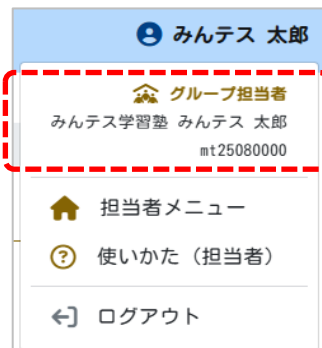 みんテス 太郎
グループ担当者
みんテス学習塾 みんテス 太郎
mt25080000
担当者メニュー
使いかた（担当者）
ログアウト